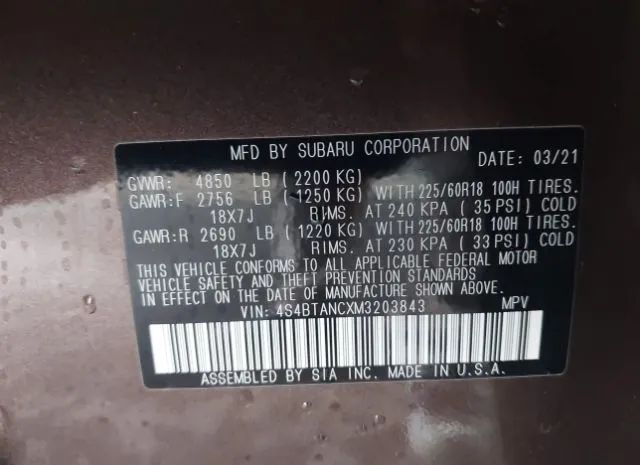 MFD BY SUBARU CORPORATION
DATE: 03/21
GVWR: 4850 LB ( 2200 KG)
GAWR:F 2756 LB ( 1250 KG) WITH 225/60R18 100H TIRES.
18X7J RIMS. AT 240 KPA ( 35 PSI) COLD
GAWR:R 2690 LB ( 1220 KG) WITH 225/60R18 100H TIRES.
18X7J RIMS. AT 230 KPA ( 33 PSI) COLD
THIS VEHICLE CONFORMS TO ALL APPLICABLE FEDERAL MOTOR
VEHICLE SAFETY AND THEFT PREVENTION STANDARDS
IN EFFECT ON THE DATE OF MANUFACTURE SHOWN ABOVE.
VIN: 4S4BTANCXM3203843 MPV
ASSEMBLED BY SIA INC. MADE IN U.S.A.